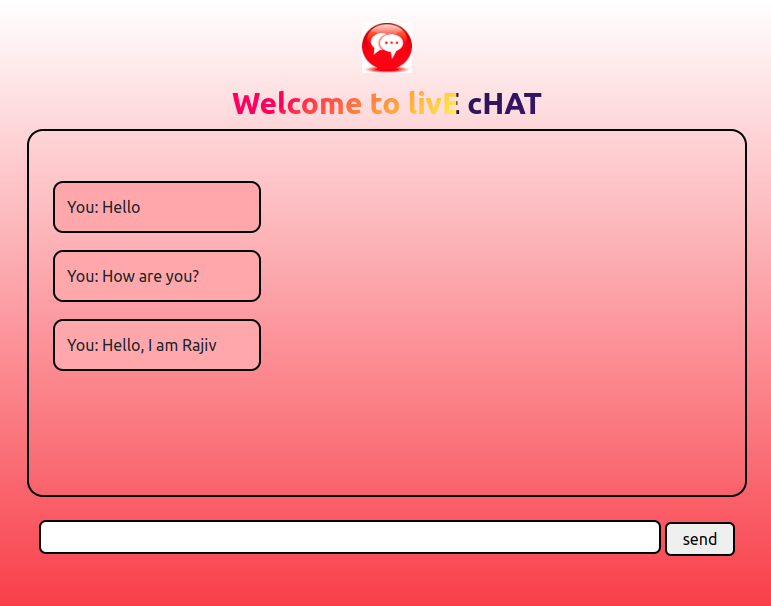 Welcome to livE cHAT
You: Hello
You: How are you?
You: Hello, I am Rajiv
send